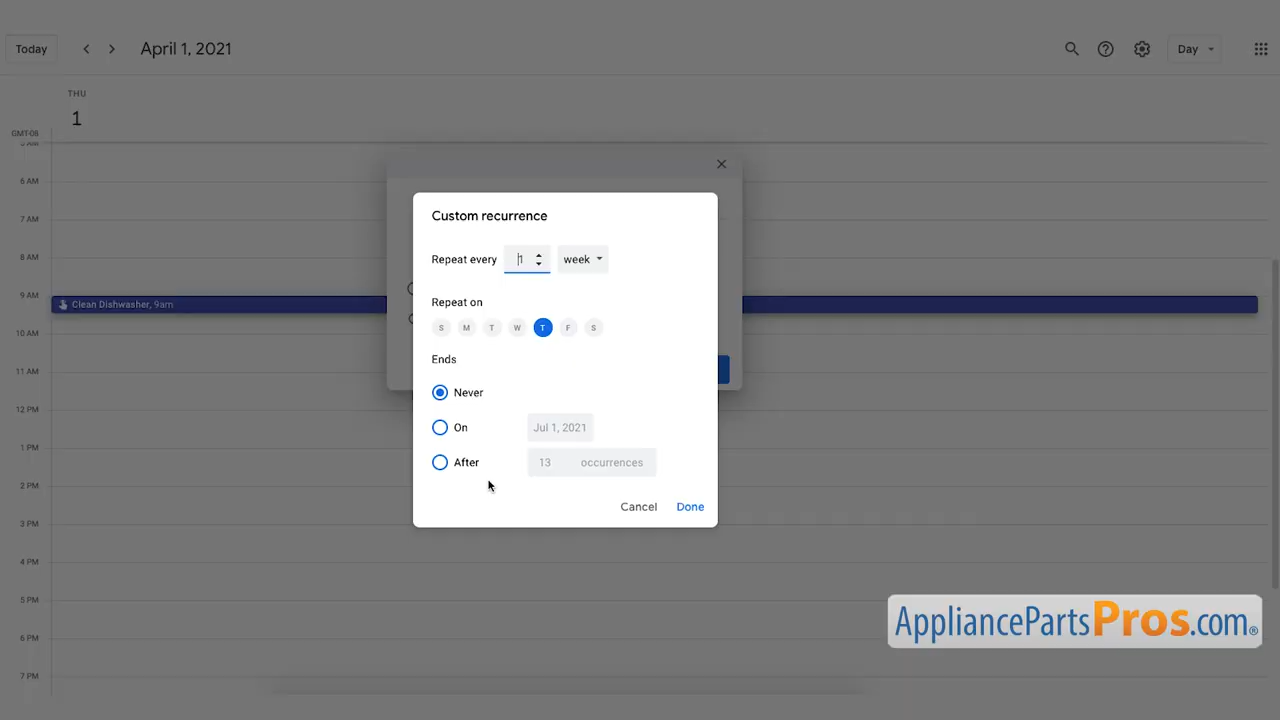 Today
April 1, 2021
Day
THU
1
GMT-06
5 AM
6 AM
7 AM
8 AM
9 AM
Clean Dishwasher, 9am
10 AM
11 AM
12 PM
1 PM
2 PM
3 PM
4 PM
5 PM
6 PM
7 PM
Custom recurrence
Repeat every 1 week
Repeat on
S M T W T F S
Ends
Never
On Jul 1, 2021
After 13 occurrences
Cancel Done
AppliancePartsPros.com®